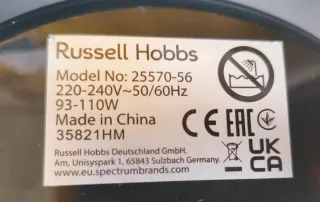 Russell Hobbs
Model No: 25570-56
220-240V~50/60Hz
93-110W
Made in China
35821HM
CE EAC
UK
CA
Russell Hobbs Deutschland GmbH.
Am, Unisyspark 1, 65843 Sulzbach Germany.
www.eu.spectrumbrands.com